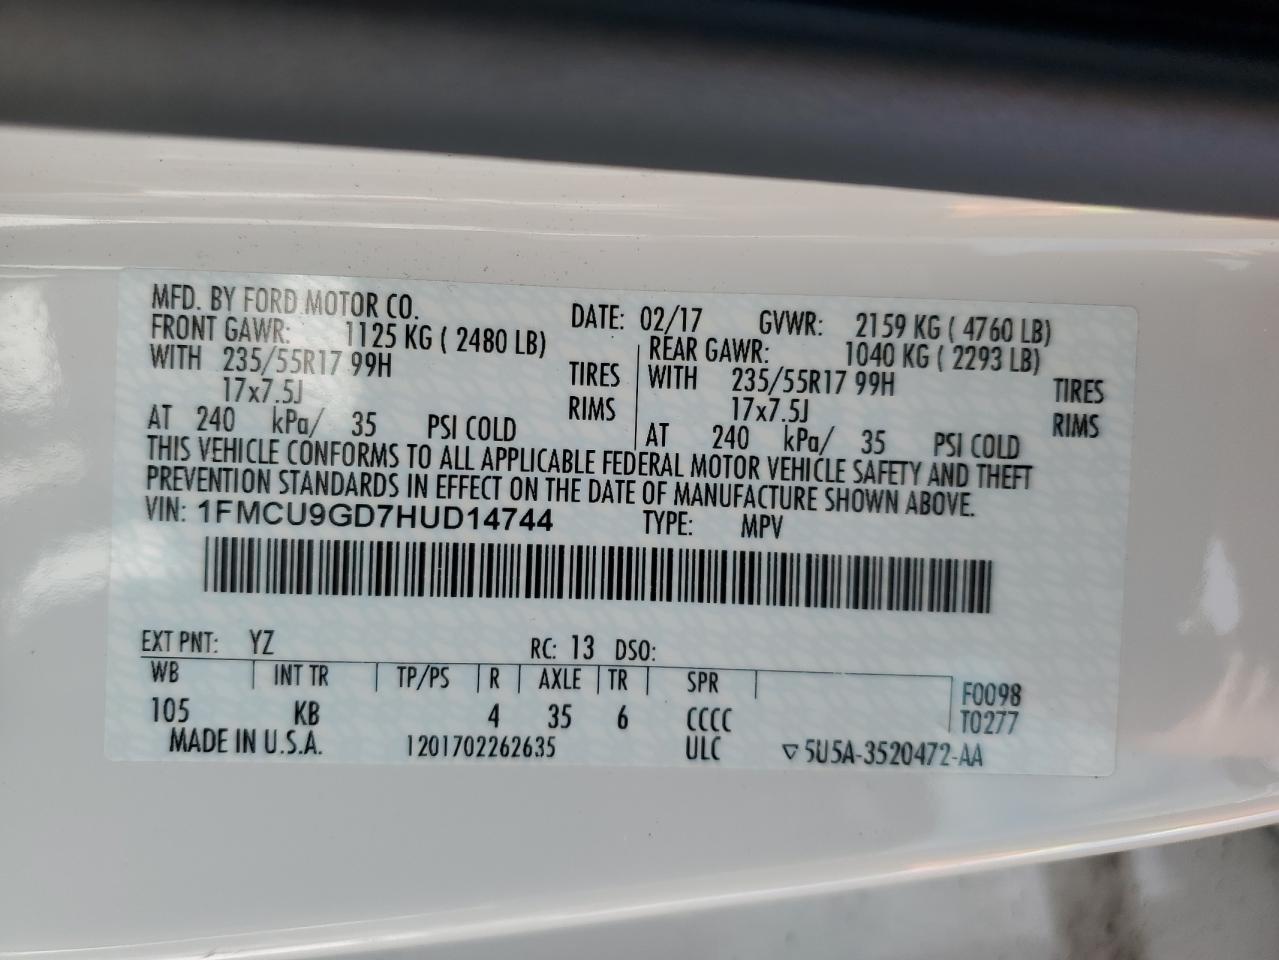 MFD. BY FORD MOTOR CO. DATE: 02/17 GVWR: 2159 KG ( 4760 LB)
FRONT GAWR: 1125 KG ( 2480 LB) REAR GAWR: 1040 KG ( 2293 LB)
WITH 235/55R17 99H TIRES WITH 235/55R17 99H TIRES
17x7.5J RIMS 17x7.5J RIMS
AT 240 kPa/ 35 PSI COLD AT 240 kPa/ 35 PSI COLD
THIS VEHICLE CONFORMS TO ALL APPLICABLE FEDERAL MOTOR VEHICLE SAFETY AND THEFT
PREVENTION STANDARDS IN EFFECT ON THE DATE OF MANUFACTURE SHOWN ABOVE.
VIN: 1FMCU9GD7HUD14744 TYPE: MPV
EXT PNT: YZ RC: 13 DSO:
WB INT TR TP/PS R AXLE TR SPR F0098
105 KB 4 35 6 CCCC T0277
MADE IN U.S.A. 1201702262635 ULC ▽ 5U5A-3520472-AA